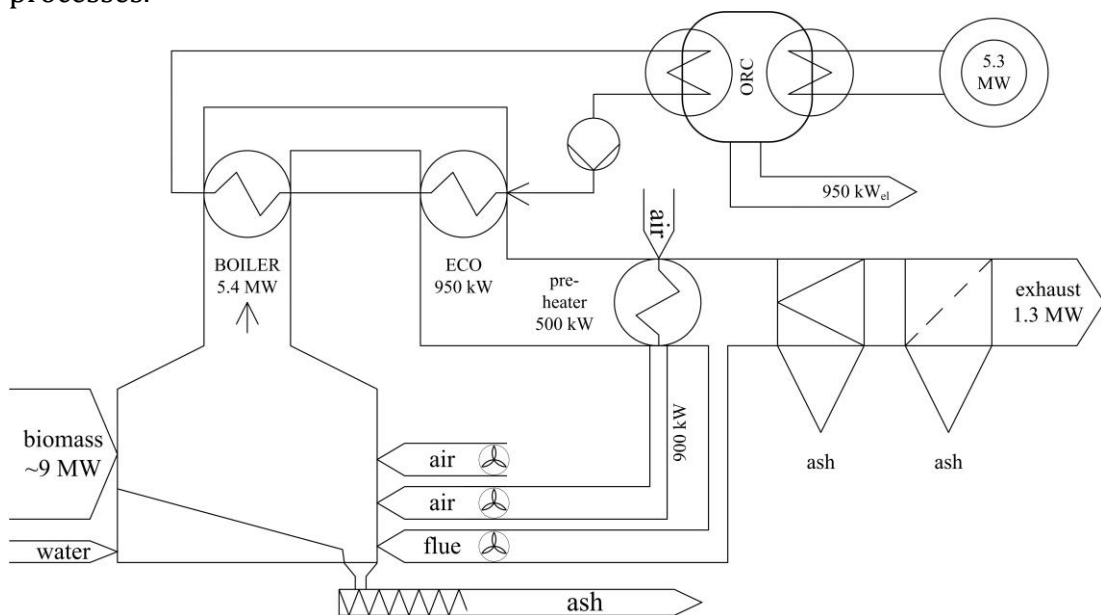 processes.
ORC
5.3
MW
950 kWel
air
BOILER
5.4 MW
ECO
950 kW
pre-
heater
500 kW
exhaust
1.3 MW
900 kW
biomass
~9 MW
air
air
flue
water
ash
ash
ash